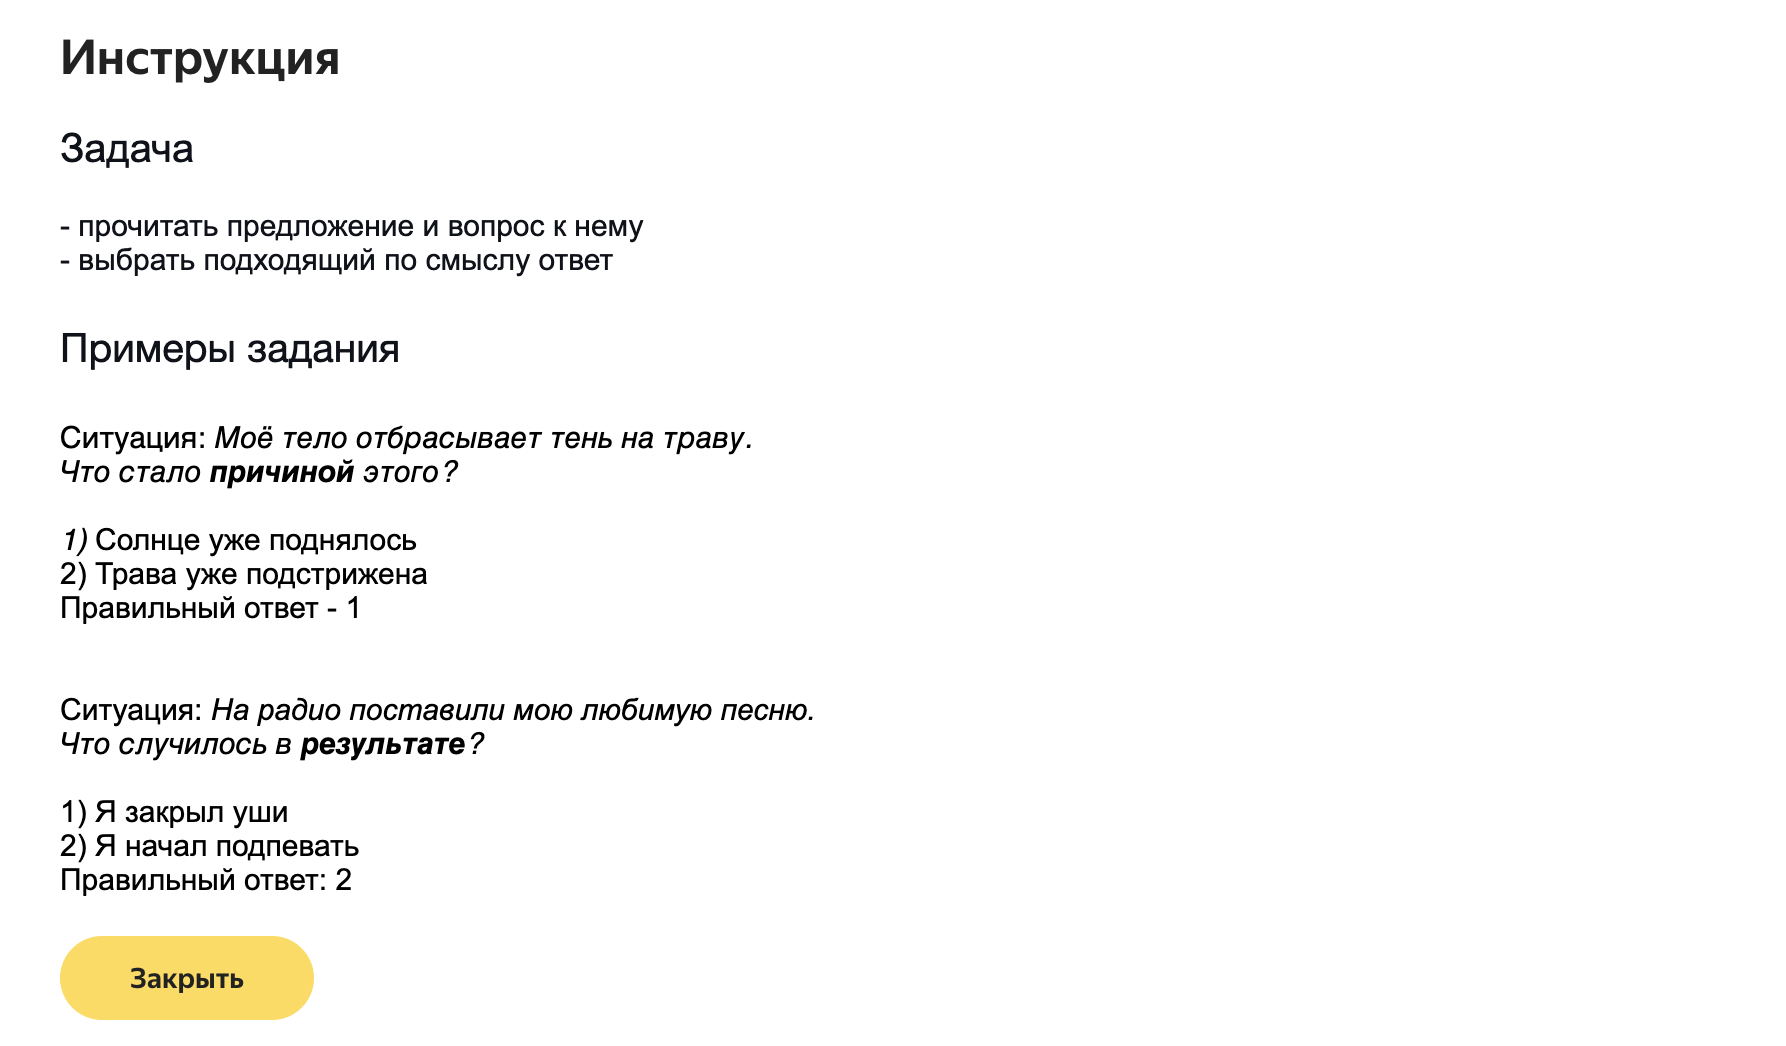 Инструкция
Задача
- прочитать предложение и вопрос к нему
- выбрать подходящий по смыслу ответ
Примеры задания
Ситуация: Моё тело отбрасывает тень на траву.
Что стало причиной этого?
1) Солнце уже поднялось
2) Трава уже подстрижена
Правильный ответ - 1
Ситуация: На радио поставили мою любимую песню.
Что случилось в результате?
1) Я закрыл уши
2) Я начал подпевать
Правильный ответ: 2
Закрыть